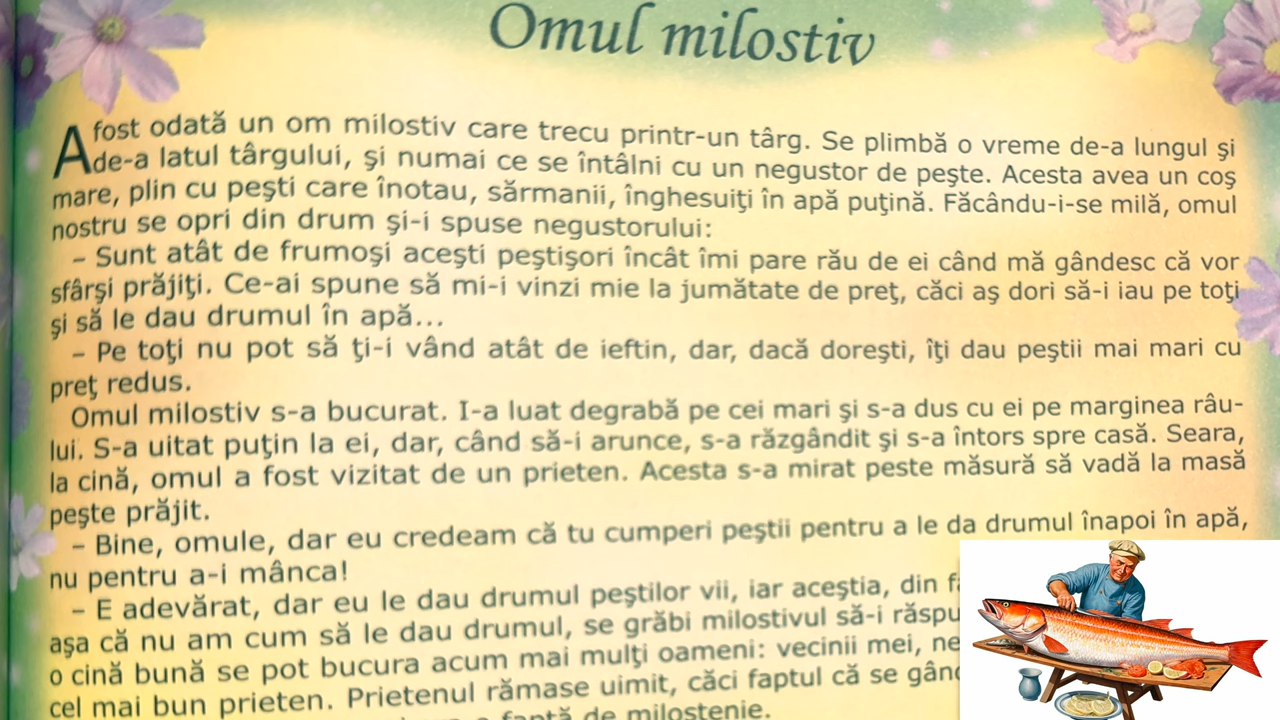 Omul milostiv
A fost odată un om milostiv care trecu printr-un târg. Se plimbă o vreme de-a lungul şi
de-a latul târgului, şi numai ce se întâlni cu un negustor de peşte. Acesta avea un coş
mare, plin cu peşti care înotau, sărmanii, înghesuiţi în apă puţină. Făcându-i-se milă, omul
nostru se opri din drum şi-i spuse negustorului:
– Sunt atât de frumoşi aceşti peştişori încât îmi pare rău de ei când mă gândesc că vor
sfârşi prăjiţi. Ce-ai spune să mi-i vinzi mie la jumătate de preţ, căci aş dori să-i iau pe toţi
şi să le dau drumul în apă...
– Pe toţi nu pot să ţi-i vând atât de ieftin, dar, dacă doreşti, îţi dau peştii mai mari cu
preţ redus.
Omul milostiv s-a bucurat. I-a luat degrabă pe cei mari şi s-a dus cu ei pe marginea râu-
lui. S-a uitat puţin la ei, dar, când să-i arunce, s-a răzgândit şi s-a întors spre casă. Seara,
la cină, omul a fost vizitat de un prieten. Acesta s-a mirat peste măsură să vadă la masă
peşte prăjit.
– Bine, omule, dar eu credeam că tu cumperi peştii pentru a le da drumul înapoi în apă,
nu pentru a-i mânca!
– E adevărat, dar eu le dau drumul peştilor vii, iar aceştia, din
aşa că nu am cum să le dau drumul, se grăbi milostivul să-i
o cină bună se pot bucura acum mai mulţi oameni: vecinii mei,
cel mai bun prieten. Prietenul rămase uimit, căci faptul că se
faptă de milostenie.